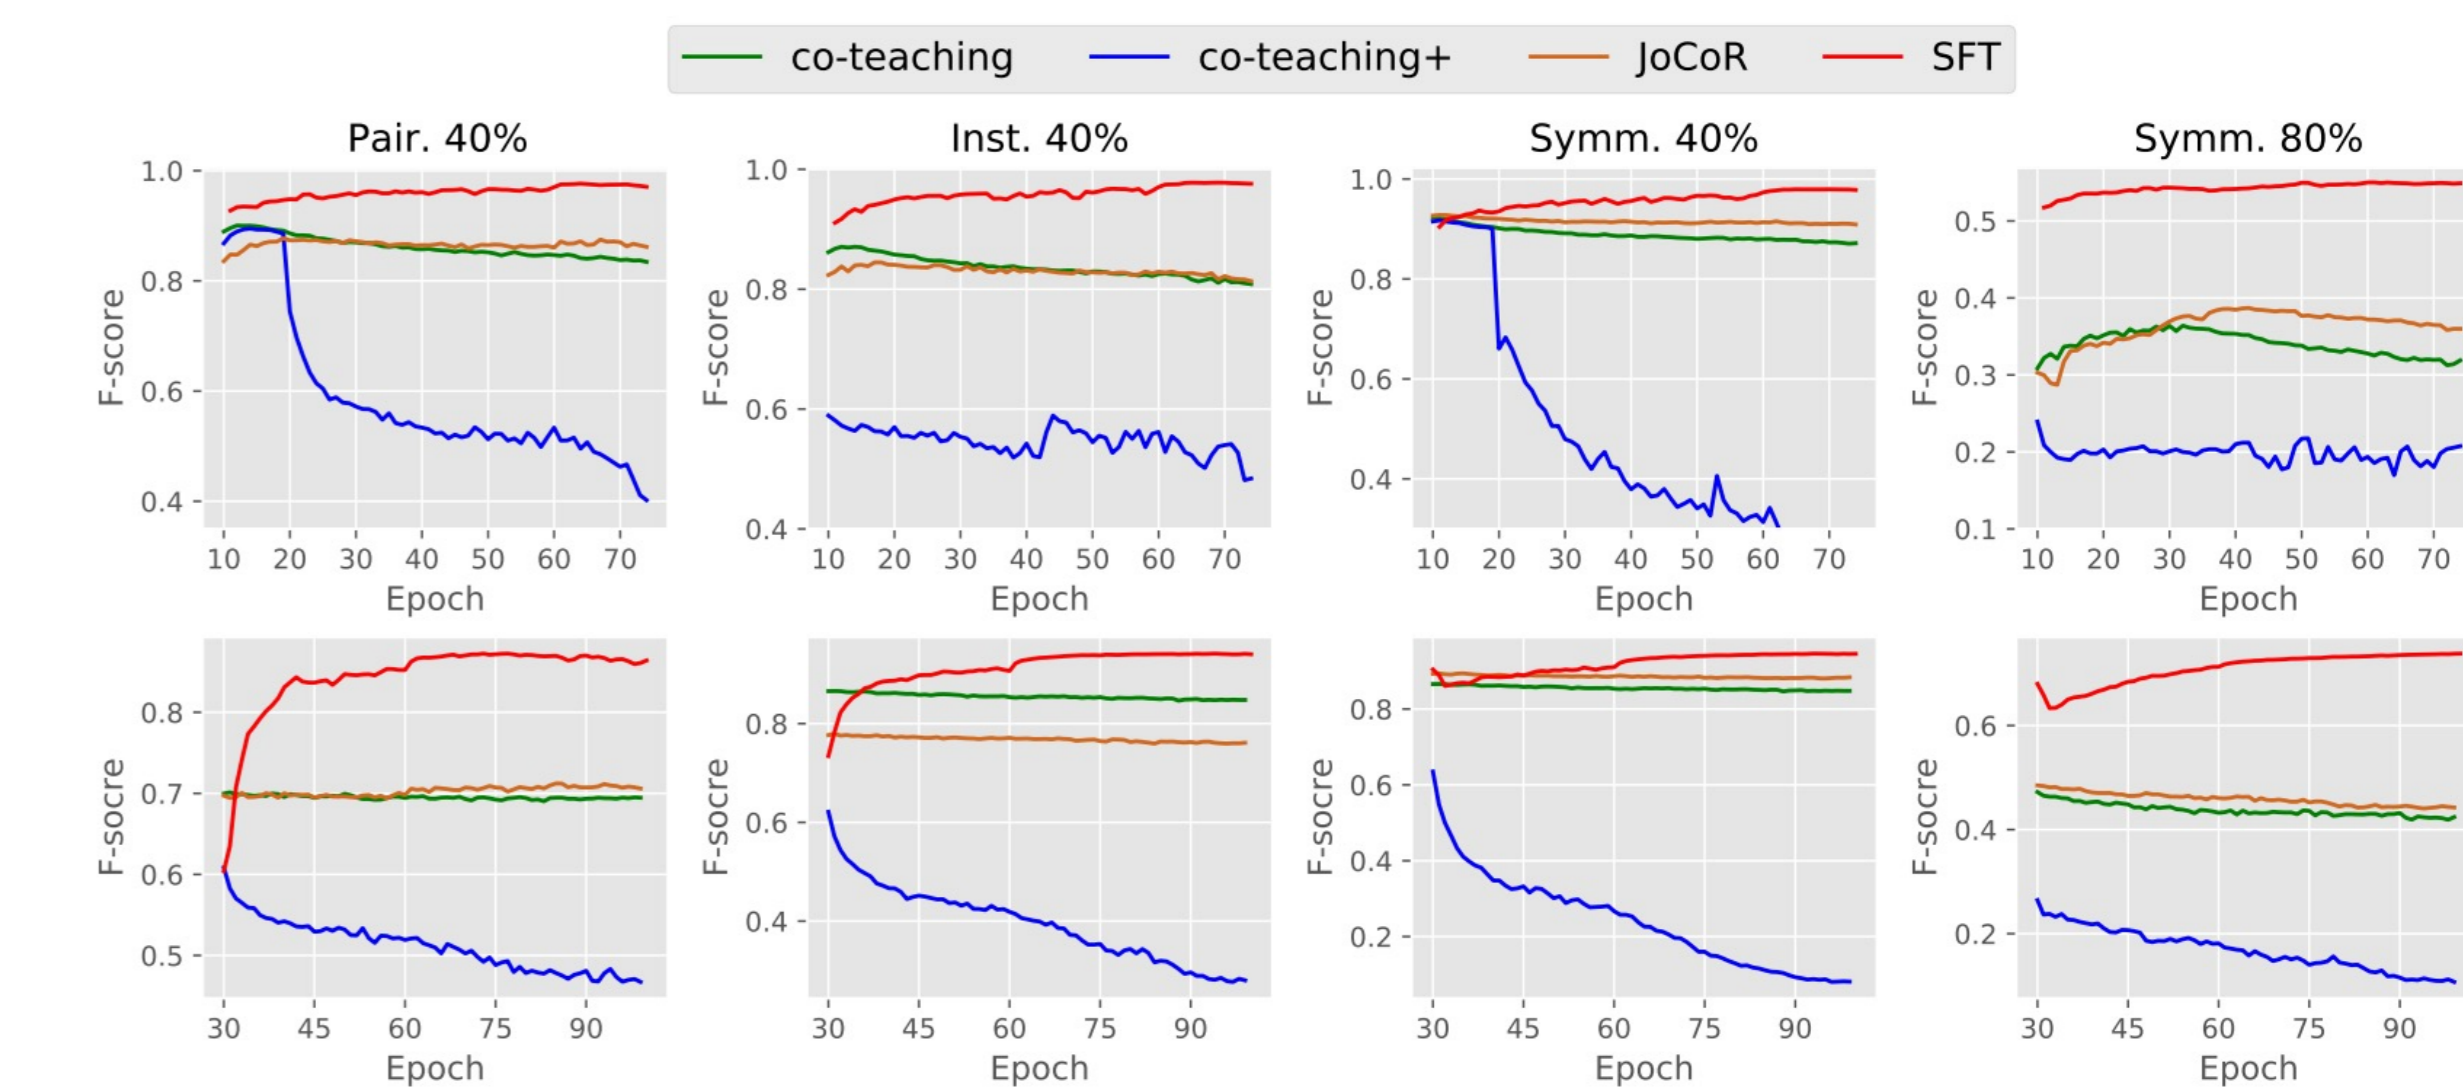 co-teaching co-teaching+ JoCoR SFT
Pair. 40% Inst. 40% Symm. 40% Symm. 80%
1.0 0.8 0.6 0.4
F-score
10 20 30 40 50 60 70
Epoch
1.0 0.8 0.6 0.4
F-score
10 20 30 40 50 60 70
Epoch
1.0 0.8 0.6 0.4
F-score
10 20 30 40 50 60 70
Epoch
0.5 0.4 0.3 0.2 0.1
F-score
10 20 30 40 50 60 70
Epoch
0.8 0.7 0.6 0.5
F-socre
30 45 60 75 90
Epoch
0.8 0.6 0.4
F-socre
30 45 60 75 90
Epoch
0.8 0.6 0.4 0.2
F-socre
30 45 60 75 90
Epoch
0.6 0.4 0.2
F-socre
30 45 60 75 90
Epoch